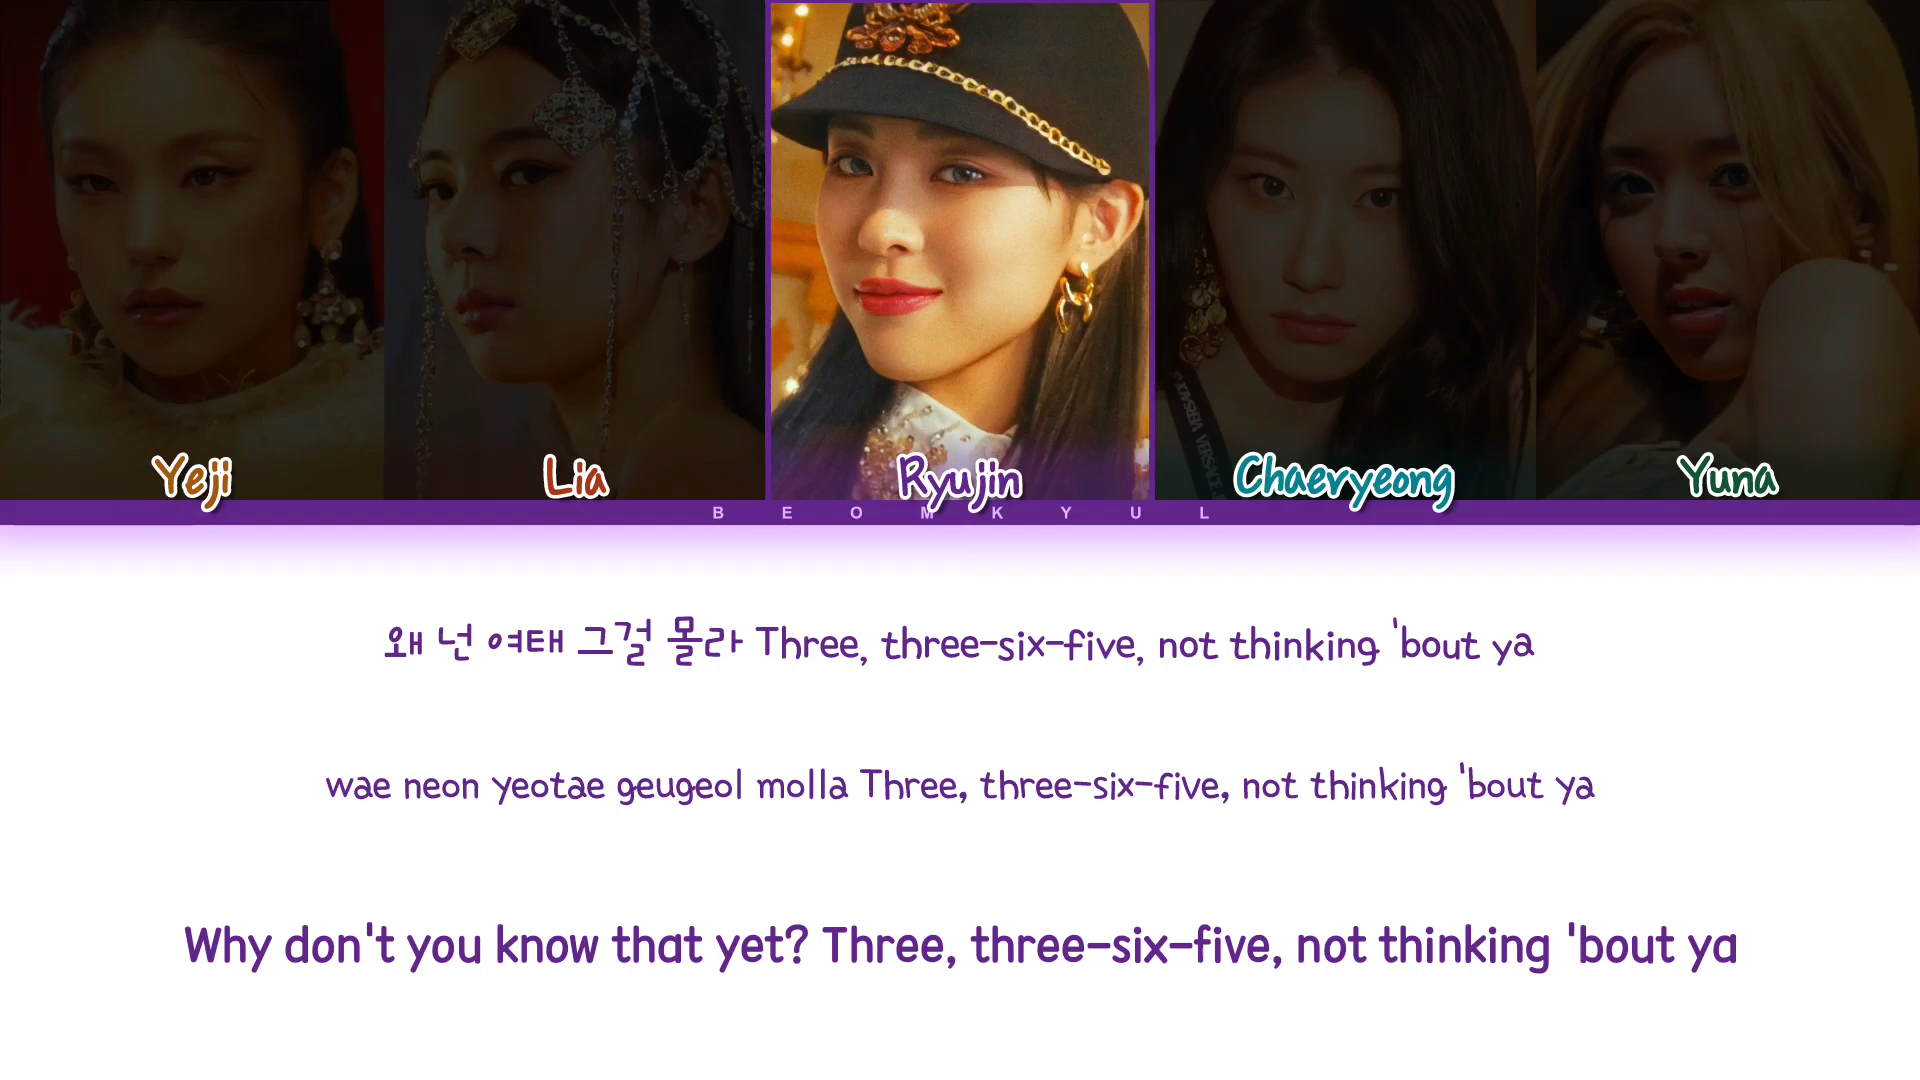 Yeji
Lia
Ryujin
Chaeryeong
Yuna
BEOMKYUL
왜 넌 여태 그걸 몰라 Three, three-six-five, not thinking 'bout ya
wae neon yeotae geugeol molla Three, three-six-five, not thinking 'bout ya
Why don't you know that yet? Three, three-six-five, not thinking 'bout ya